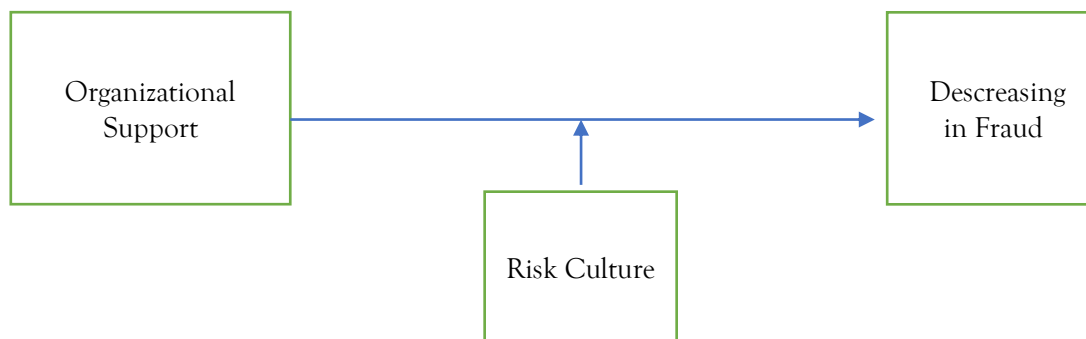 Organizational
Support
Descreasing
in Fraud
Risk Culture